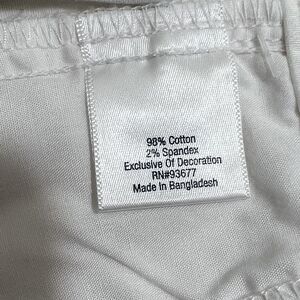 98% Cotton
2% Spandex
Exclusive Of Decoration
RN#93677
Made In Bangladesh